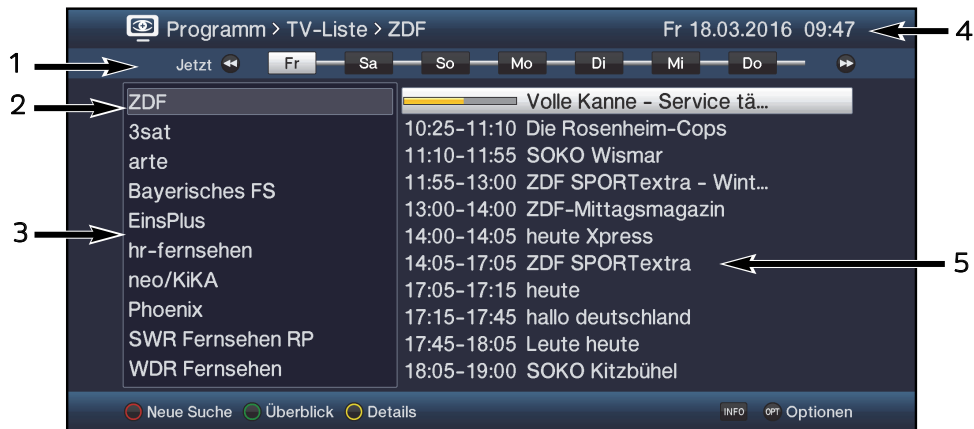 Programm > TV-Liste > ZDF Fr 18.03.2016 09:47
4
1
Jetzt Fr Sa So Mo Di Mi Do
2
ZDF
3sat
arte
Bayerisches FS
EinsPlus
3
hr-fernsehen
neo/KiKA
Phoenix
SWR Fernsehen RP
WDR Fernsehen
Volle Kanne - Service tä...
10:25-11:10 Die Rosenheim-Cops
11:10-11:55 SOKO Wismar
11:55-13:00 ZDF SPORTextra - Wint...
13:00-14:00 ZDF-Mittagsmagazin
14:00-14:05 heute Xpress
14:05-17:05 ZDF SPORTextra
5
17:05-17:15 heute
17:15-17:45 hallo deutschland
17:45-18:05 Leute heute
18:05-19:00 SOKO Kitzbühel
Neue Suche Überblick Details INFO OPT Optionen